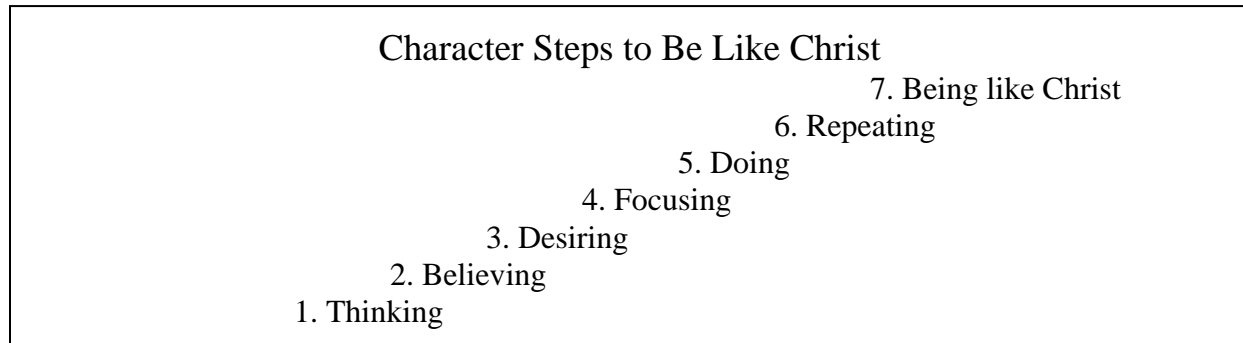 Character Steps to Be Like Christ
7. Being like Christ
6. Repeating
5. Doing
4. Focusing
3. Desiring
2. Believing
1. Thinking